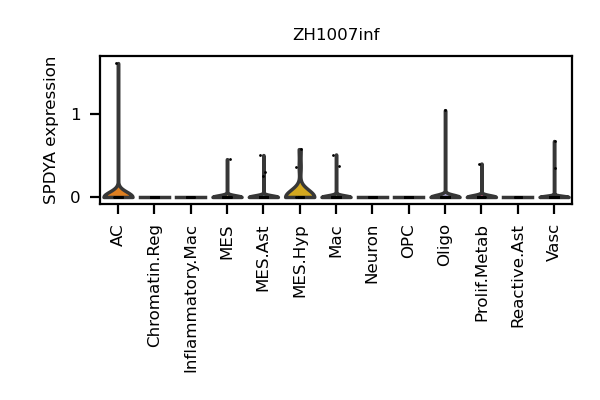 ZH1007inf
SPDYA expression
1
0
AC
Chromatin.Reg
Inflammatory.Mac
MES
MES.Ast
MES.Hyp
Mac
Neuron
OPC
Oligo
Prolif.Metab
Reactive.Ast
Vasc